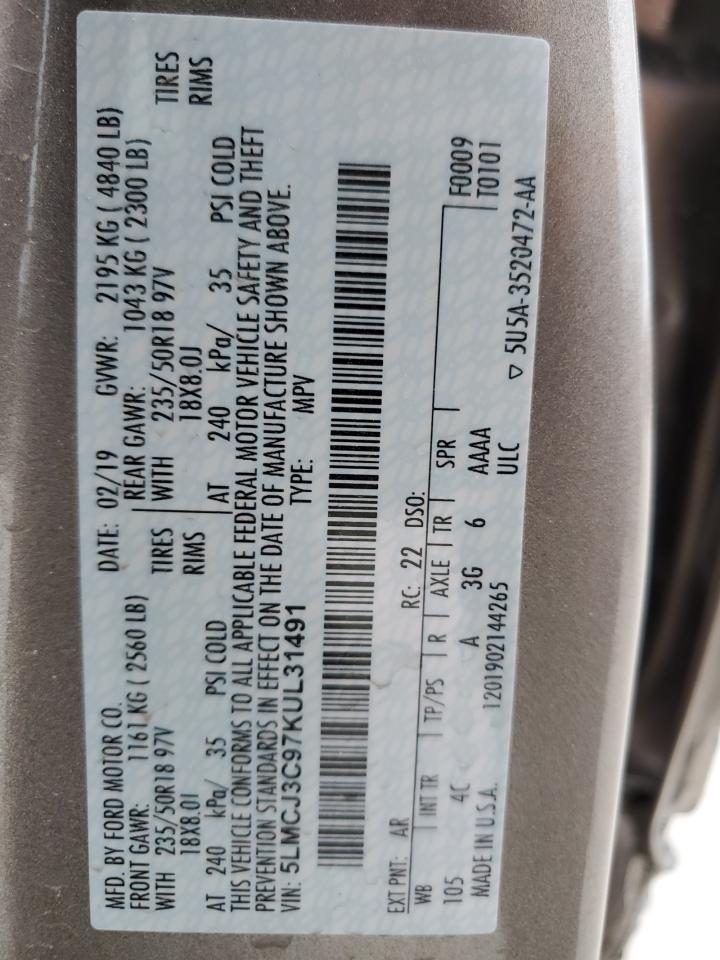 MFD. BY FORD MOTOR CO. DATE: 02/19 GVWR: 2195 KG ( 4840 LB)
FRONT GAWR: 1161 KG ( 2560 LB) REAR GAWR: 1043 KG ( 2300 LB)
WITH 235/50R18 97V TIRES WITH 235/50R18 97V TIRES
18X8.0J RIMS 18X8.0J RIMS
AT 240 kPa/ 35 PSI COLD AT 240 kPa/ 35 PSI COLD
THIS VEHICLE CONFORMS TO ALL APPLICABLE FEDERAL MOTOR VEHICLE SAFETY AND THEFT
PREVENTION STANDARDS IN EFFECT ON THE DATE OF MANUFACTURE SHOWN ABOVE.
VIN: 5LMCJ3C97KUL31491 TYPE: MPV
EXT PNT: AR RC: 22 DSO: F0009
WB INT TR TP/PS R AXLE TR SPR T0101
105 4C A 3G 6 AAAA
MADE IN U.S.A. 1201902144265 ULC ▽ 5U5A-3520472-AA